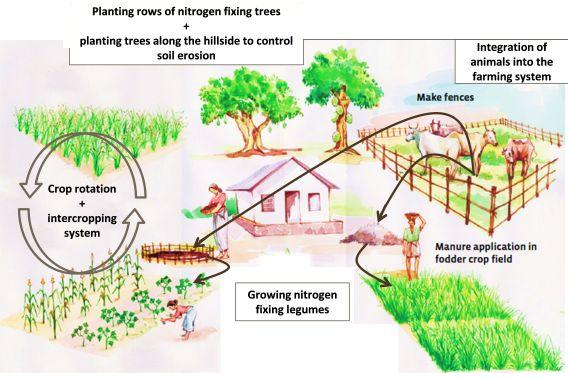 Planting rows of nitrogen fixing trees
+
planting trees along the hillside to control
soil erosion
Integration of
animals into the
farming system
Make fences
Crop rotation
+
intercropping
system
Manure application in
fodder crop field
Growing nitrogen
fixing legumes